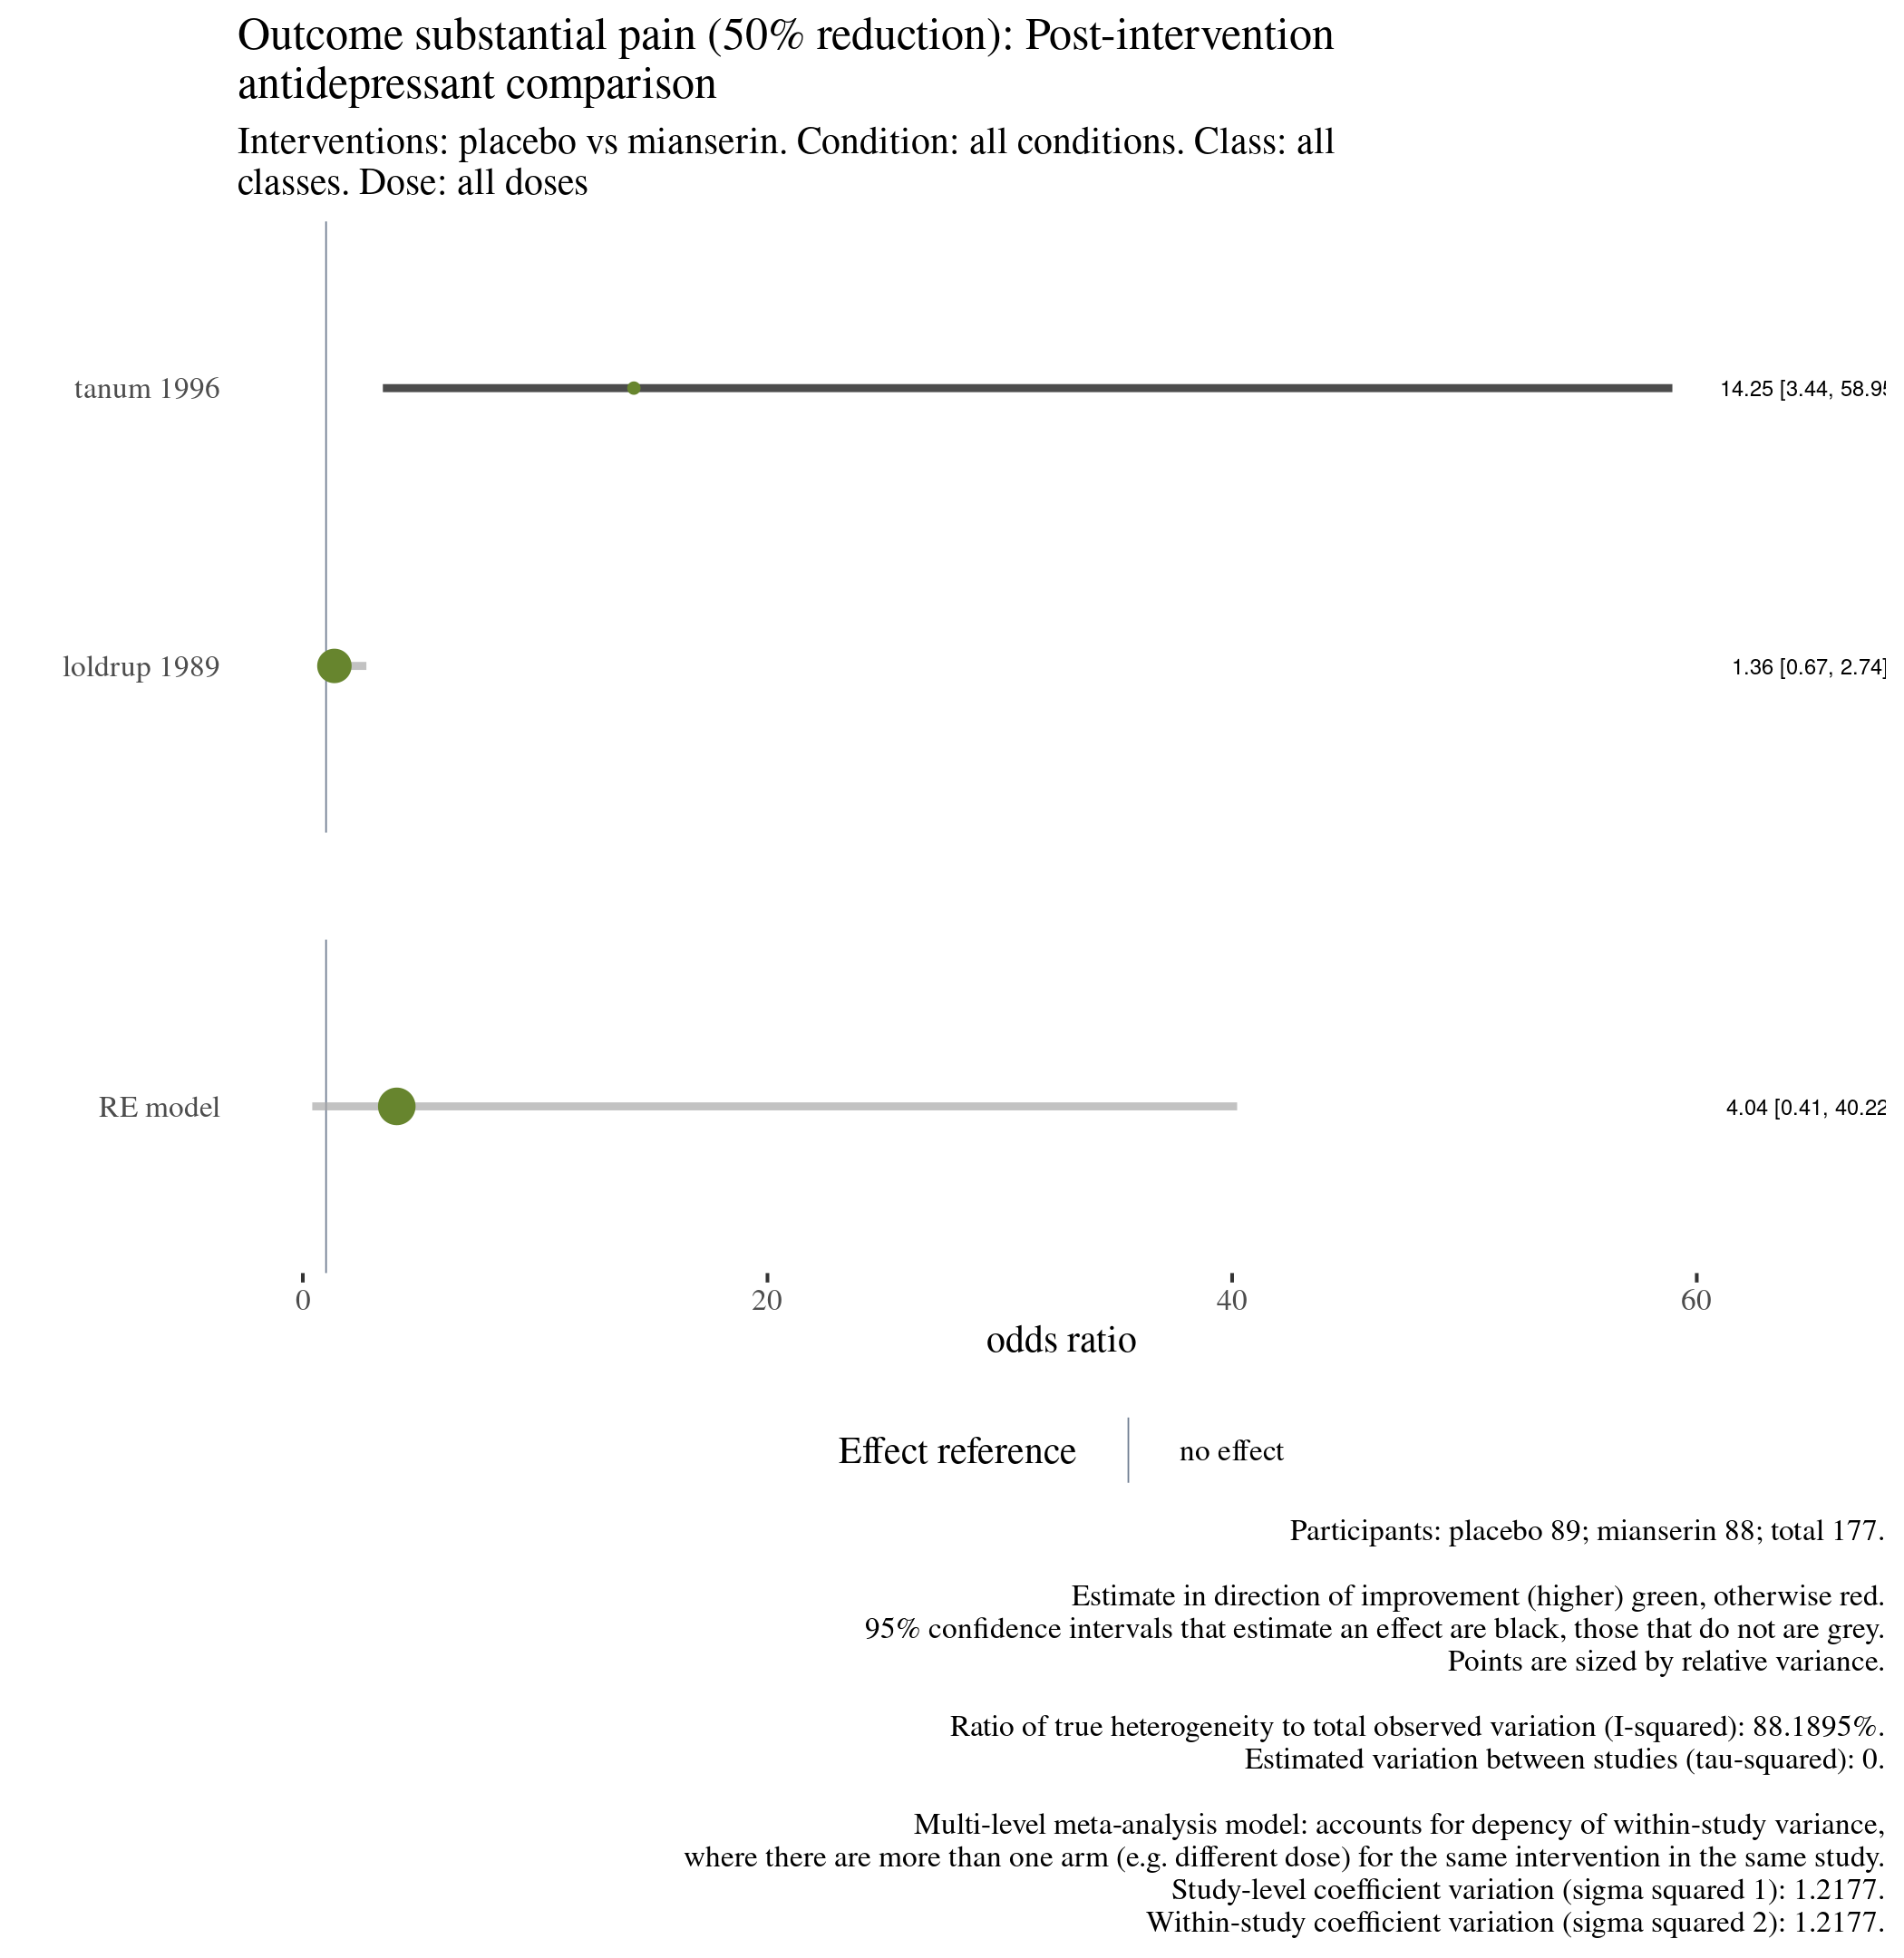 Outcome substantial pain (50% reduction): Post-intervention
antidepressant comparison
Interventions: placebo vs mianserin. Condition: all conditions. Class: all
classes. Dose: all doses
tanum 1996
14.25 [3.44, 58.95
loldrup 1989
1.36 [0.67, 2.74]
RE model
4.04 [0.41, 40.22
0 20 40 60
odds ratio
Effect reference no effect
Participants: placebo 89; mianserin 88; total 177.
Estimate in direction of improvement (higher) green, otherwise red.
95% confidence intervals that estimate an effect are black, those that do not are grey.
Points are sized by relative variance.
Ratio of true heterogeneity to total observed variation (I-squared): 88.1895%.
Estimated variation between studies (tau-squared): 0.
Multi-level meta-analysis model: accounts for depency of within-study variance,
where there are more than one arm (e.g. different dose) for the same intervention in the same study.
Study-level coefficient variation (sigma squared 1): 1.2177.
Within-study coefficient variation (sigma squared 2): 1.2177.